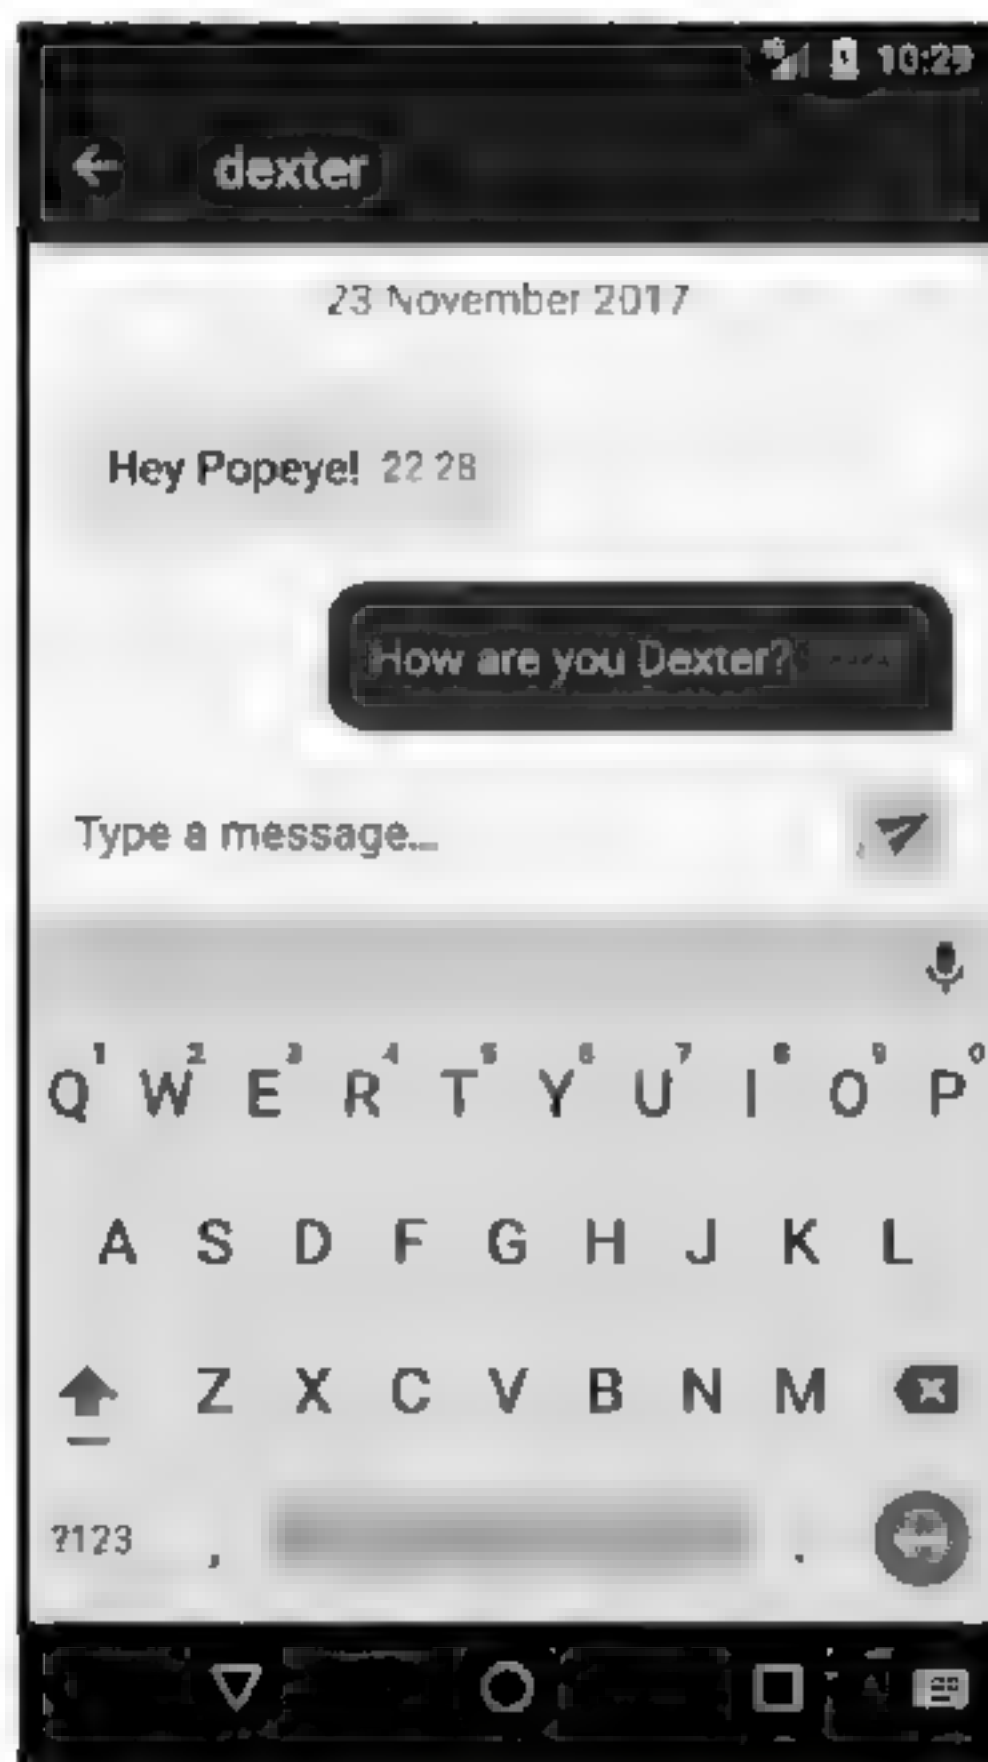 10:29
dexter
23 November 2017
Hey Popeye! 22 28
How are you Dexter?
Type a message...
1 2 3 4 5 6 7 8 9 0
Q W E R T Y U I O P
A S D F G H J K L
Z X C V B N M
?123 , .